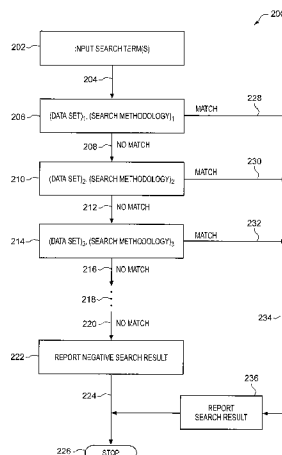 200
202
INPUT SEARCH TERM(S)
204
228
206
(DATA SET)1, (SEARCH METHODOLOGY)1
MATCH
208
NO MATCH
230
210
(DATA SET)2, (SEARCH METHODOLOGY)2
MATCH
212
NO MATCH
232
214
(DATA SET)3, (SEARCH METHODOLOGY)3
MATCH
216
NO MATCH
218
220
NO MATCH
234
222
REPORT NEGATIVE SEARCH RESULT
236
224
REPORT
SEARCH RESULT
226
STOP